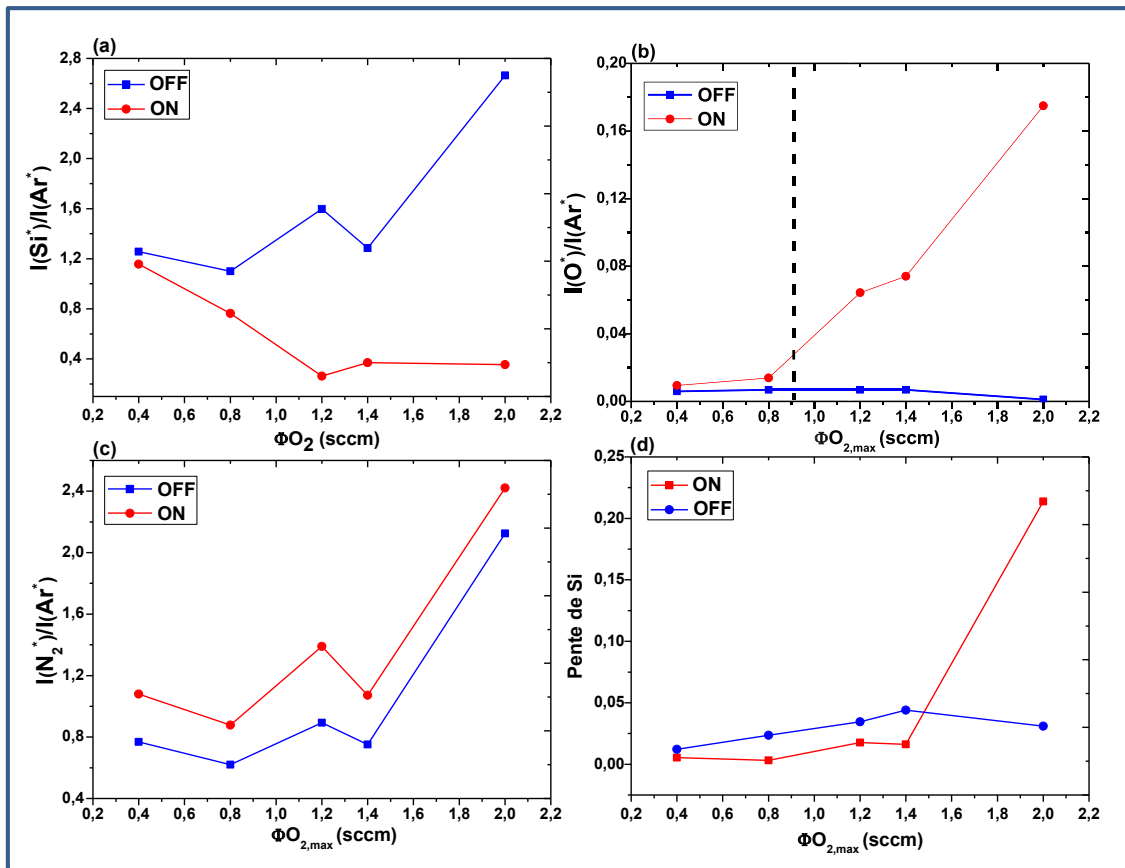 (a)
OFF
ON
2,8
2,4
2,0
1,6
1,2
0,8
0,4
I(Si*)/I(Ar*)
0,2 0,4 0,6 0,8 1,0 1,2 1,4 1,6 1,8 2,0 2,2
ΦO2 (sccm)
(b)
OFF
ON
0,20
0,16
0,12
0,08
0,04
0,00
I(O*)/I(Ar*)
0,2 0,4 0,6 0,8 1,0 1,2 1,4 1,6 1,8 2,0 2,2
ΦO2,max (sccm)
(c)
OFF
ON
2,4
2,0
1,6
1,2
0,8
0,4
I(N2*)/I(Ar*)
0,2 0,4 0,6 0,8 1,0 1,2 1,4 1,6 1,8 2,0 2,2
ΦO2,max (sccm)
(d)
ON
OFF
0,25
0,20
0,15
0,10
0,05
0,00
Pente de Si
0,2 0,4 0,6 0,8 1,0 1,2 1,4 1,6 1,8 2,0 2,2
ΦO2,max (sccm)